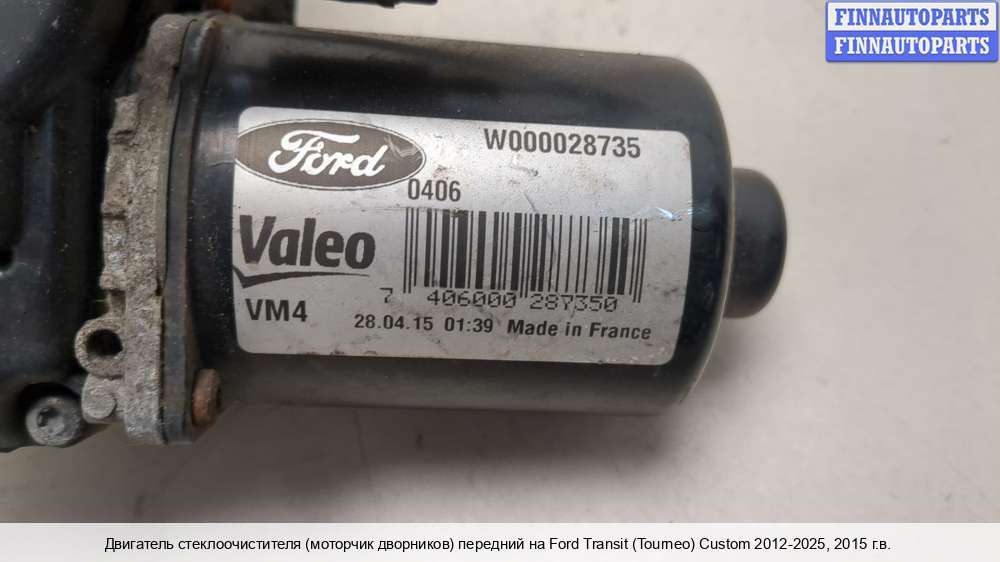 FINNAUTOPARTS
FINNAUTOPARTS
Ford
W000028735
0406
Valeo
7 406000 287350
VM4
28.04.15 01:39 Made in France
Двигатель стеклоочистителя (моторчик дворников) передний на Ford Transit (Tourneo) Custom 2012-2025, 2015 г.в.